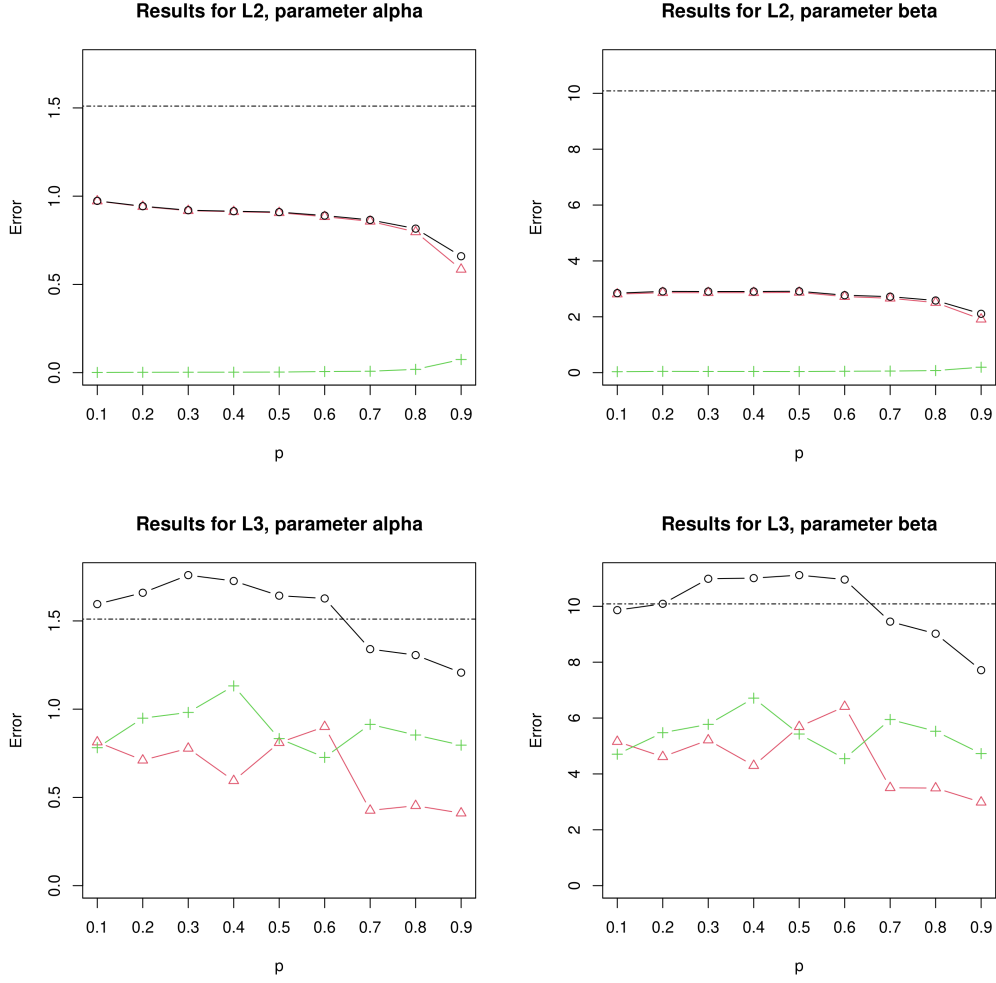 Results for L2, parameter alpha
Error
0.0 0.5 1.0 1.5
0.1 0.2 0.3 0.4 0.5 0.6 0.7 0.8 0.9
p
Results for L2, parameter beta
Error
0 2 4 6 8 10
0.1 0.2 0.3 0.4 0.5 0.6 0.7 0.8 0.9
p
Results for L3, parameter alpha
Error
0.0 0.5 1.0 1.5
0.1 0.2 0.3 0.4 0.5 0.6 0.7 0.8 0.9
p
Results for L3, parameter beta
Error
0 2 4 6 8 10
0.1 0.2 0.3 0.4 0.5 0.6 0.7 0.8 0.9
p